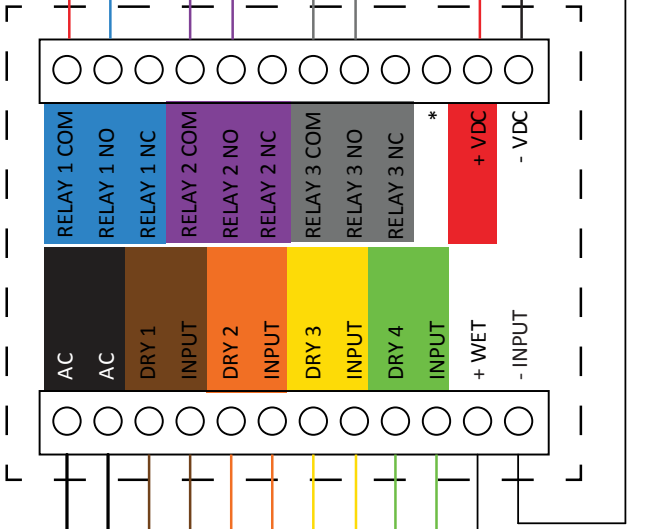 RELAY 1 COM
RELAY 1 NO
RELAY 1 NC
RELAY 2 COM
RELAY 2 NO
RELAY 2 NC
RELAY 3 COM
RELAY 3 NO
RELAY 3 NC
*
+ VDC
- VDC
AC
AC
DRY 1
INPUT
DRY 2
INPUT
DRY 3
INPUT
DRY 4
INPUT
+ WET
- INPUT